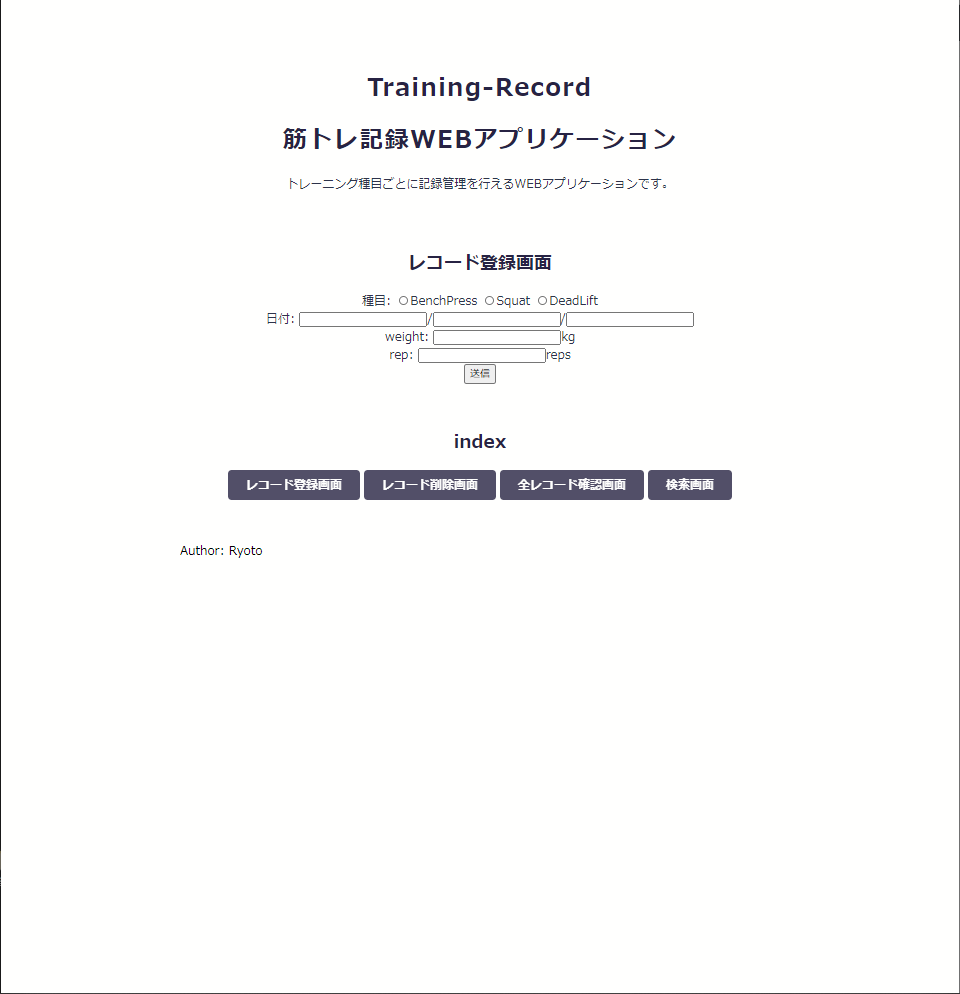 Training-Record
筋トレ記録WEBアプリケーション
トレーニング種目ごとに記録管理を行えるWEBアプリケーションです。
レコード登録画面
種目: BenchPress Squat DeadLift
日付: / /
weight: kg
rep: reps
送信
index
レコード登録画面 レコード削除画面 全レコード確認画面 検索画面
Author: Ryoto